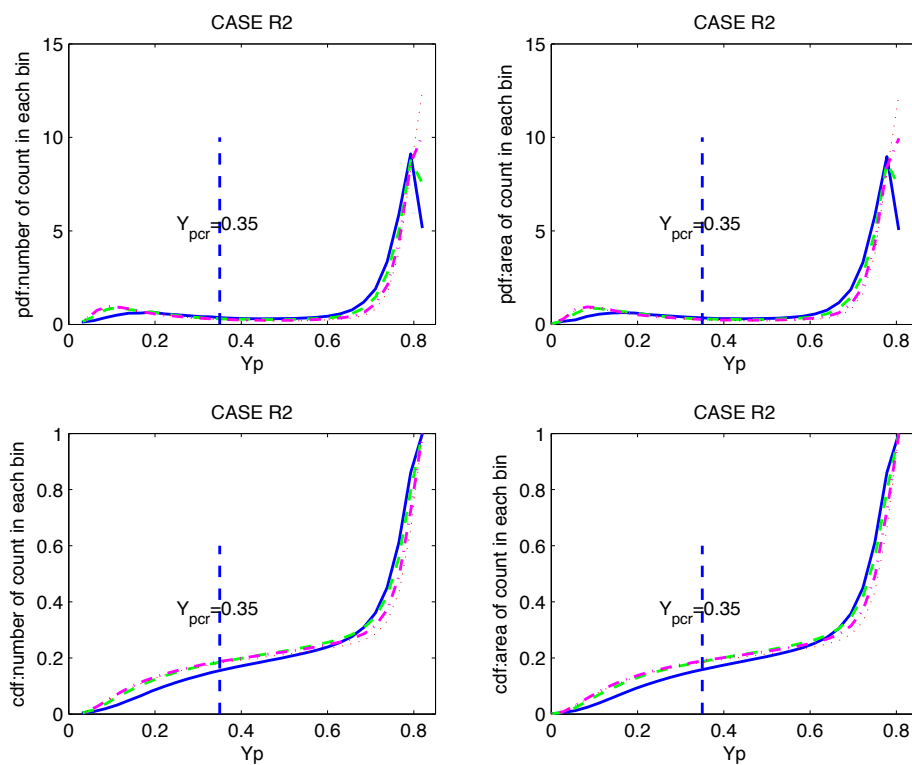 CASE R2
pdf:number of count in each bin
15
10
5
0
Y_pcr=0.35
0 0.2 0.4 0.6 0.8
Yp
CASE R2
pdf:area of count in each bin
15
10
5
0
Y_pcr=0.35
0 0.2 0.4 0.6 0.8
Yp
CASE R2
cdf:number of count in each bin
1
0.8
0.6
0.4
0.2
0
Y_pcr=0.35
0 0.2 0.4 0.6 0.8
Yp
CASE R2
cdf:area of count in each bin
1
0.8
0.6
0.4
0.2
0
Y_pcr=0.35
0 0.2 0.4 0.6 0.8
Yp